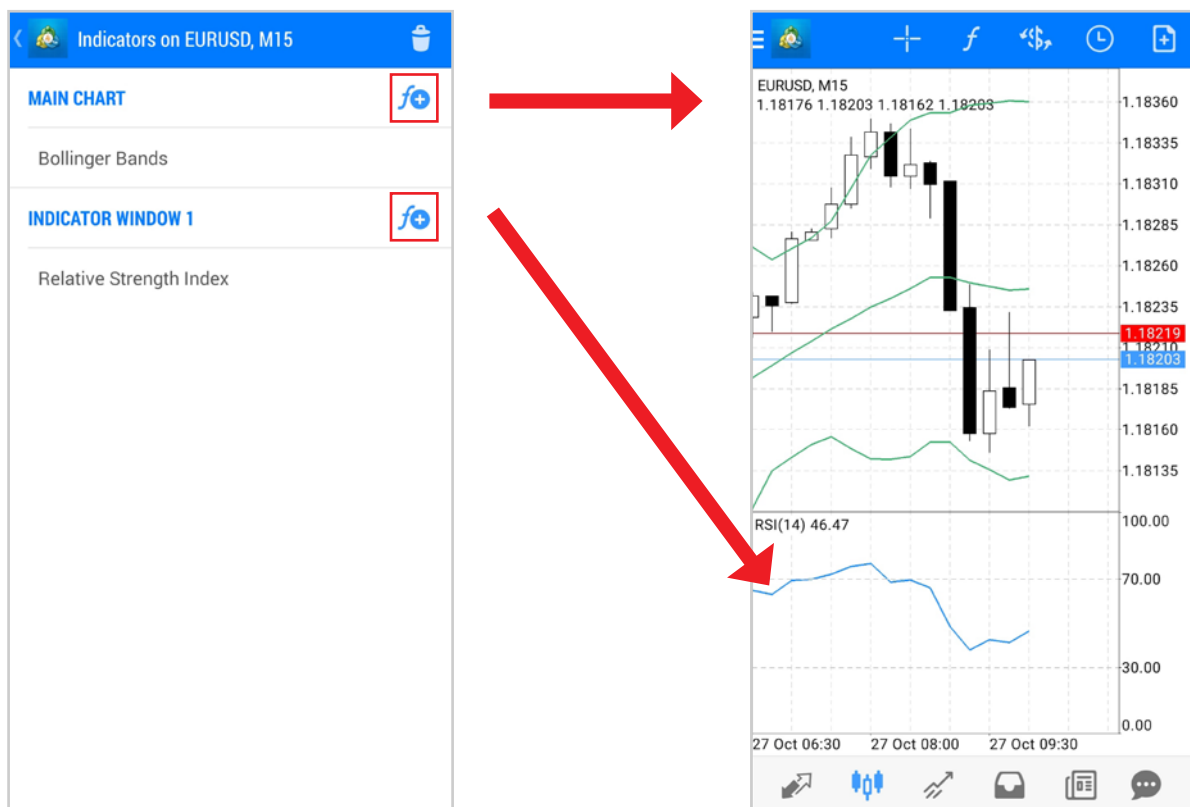 Indicators on EURUSD, M15
MAIN CHART
f
Bollinger Bands
INDICATOR WINDOW 1
f
Relative Strength Index
f
$
EURUSD, M15
1.18176 1.18203 1.18162 1.18203
1.18360
1.18335
1.18310
1.18285
1.18260
1.18235
1.18219
1.18210
1.18203
1.18185
1.18160
1.18135
RSI(14) 46.47
100.00
70.00
30.00
0.00
27 Oct 06:30 27 Oct 08:00 27 Oct 09:30